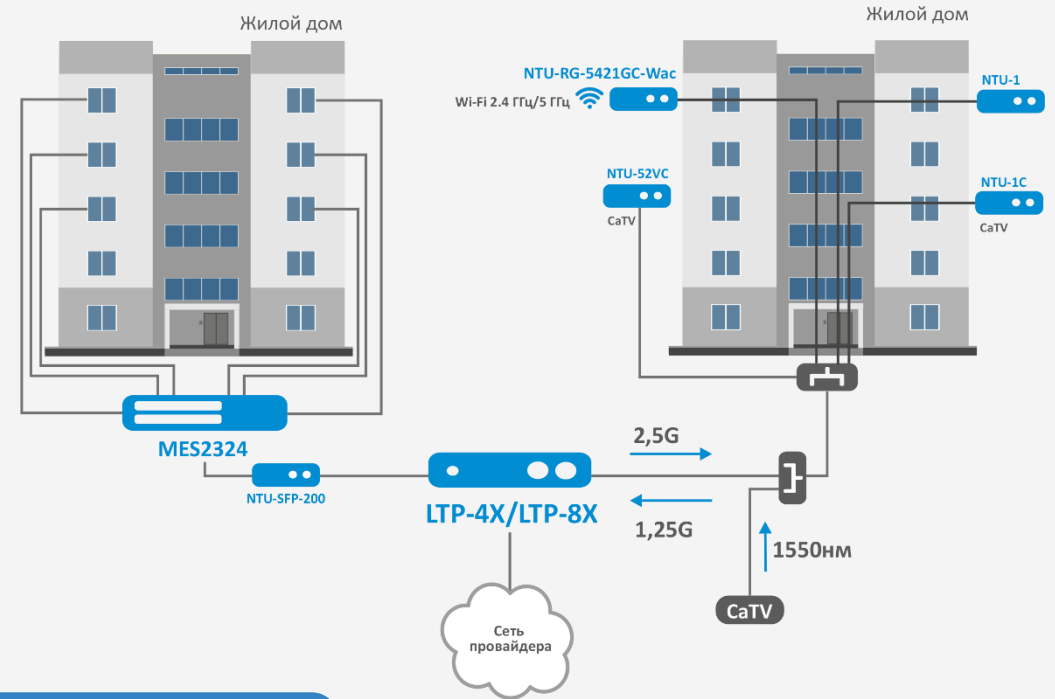 Жилой дом
Жилой дом
NTU-RG-5421GC-Wac
Wi-Fi 2.4 ГГц/5 ГГц
NTU-1
NTU-52VC
CaTV
NTU-1C
CaTV
MES2324
NTU-SFP-200
LTP-4X/LTP-8X
2,5G
1,25G
1550нм
CaTV
Сеть
провайдера